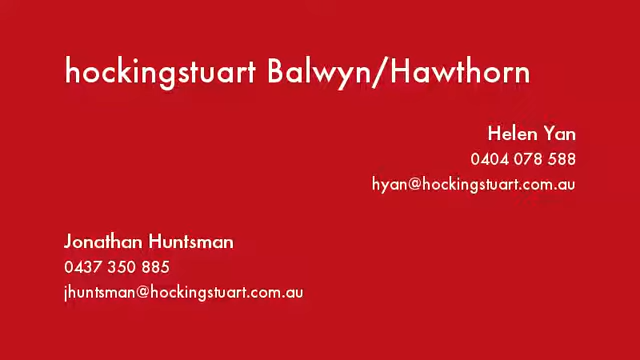 hockingstuart Balwyn/Hawthorn
Helen Yan
0404 078 588
hyan@hockingstuart.com.au
Jonathan Huntsman
0437 350 885
jhuntsman@hockingstuart.com.au